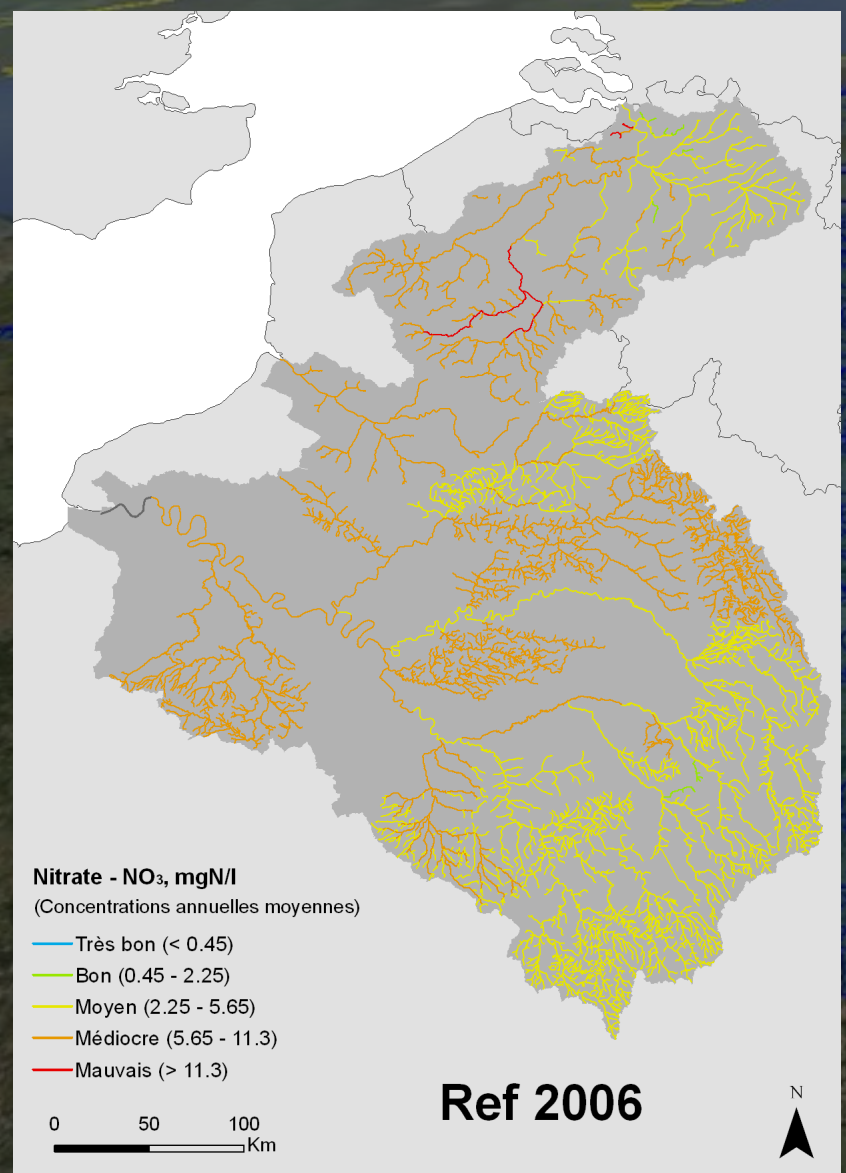 Nitrate - NO₃, mgN/l
(Concentrations annuelles moyennes)
Très bon (< 0.45)
Bon (0.45 - 2.25)
Moyen (2.25 - 5.65)
Médiocre (5.65 - 11.3)
Mauvais (> 11.3)
0 50 100
Km
Ref 2006
N